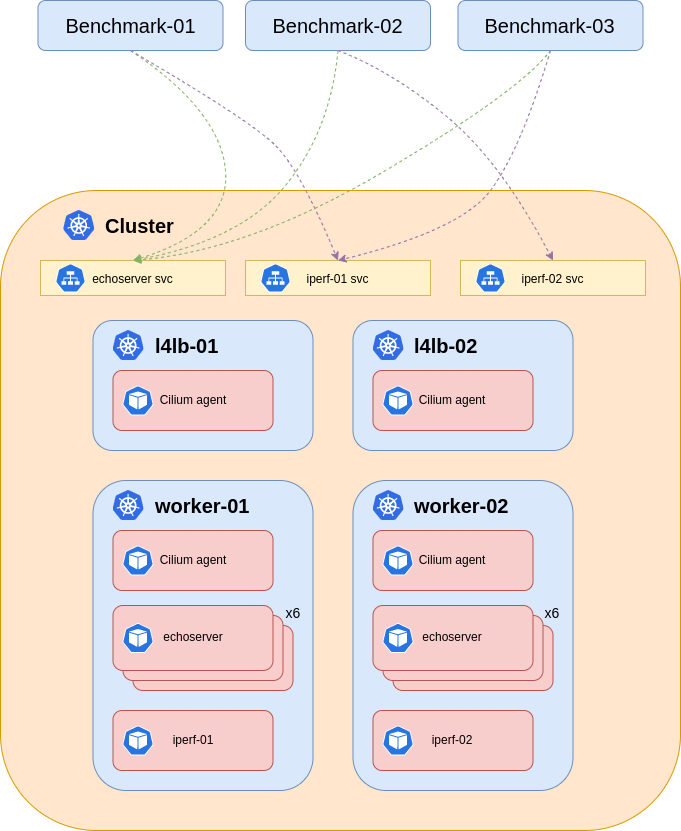 Benchmark-01
Benchmark-02
Benchmark-03
Cluster
echoserver svc
iperf-01 svc
iperf-02 svc
l4lb-01
l4lb-02
Cilium agent
Cilium agent
worker-01
worker-02
Cilium agent
Cilium agent
x6
x6
echoserver
echoserver
iperf-01
iperf-02